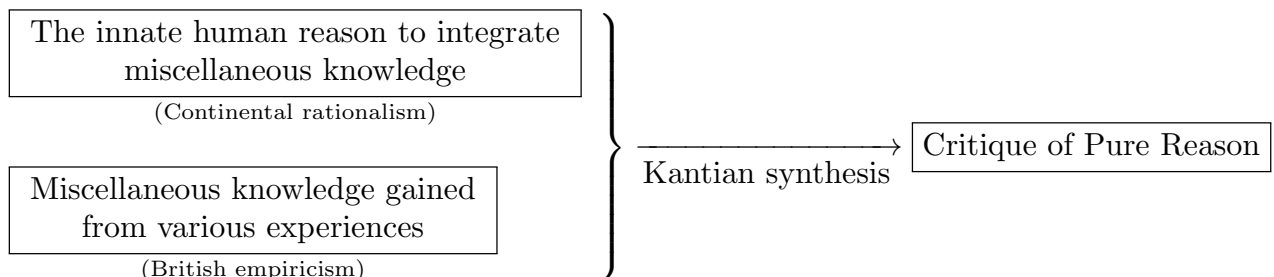 The innate human reason to integrate
miscellaneous knowledge
(Continental rationalism)
Miscellaneous knowledge gained
from various experiences
(British empiricism)
Kantian synthesis
Critique of Pure Reason